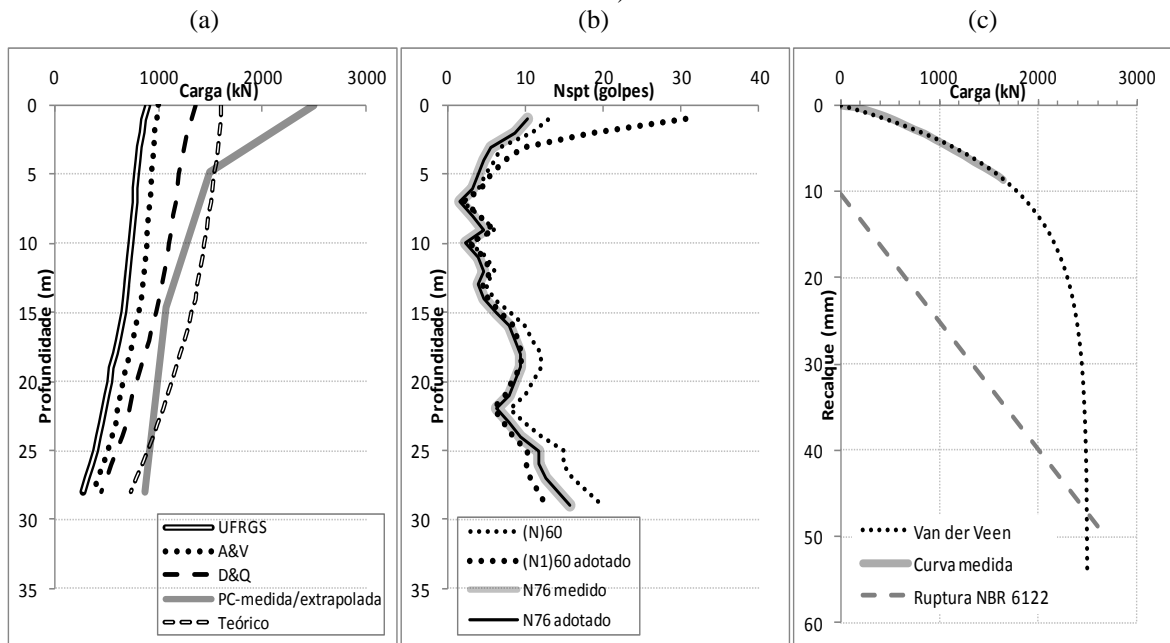 (a)
(b)
(c)
0 1000 2000 3000
Carga (kN)
0
5
10
15
20
25
30
35
Profundidade (m)
UFRGS
A&V
D&Q
PC-medida/extrapolada
Teórico
0 10 20 30 40
Nspt (golpes)
0
5
10
15
20
25
30
35
Profundidade (m)
(N)60
(N1)60 adotado
N76 medido
N76 adotado
0 1000 2000 3000
Carga (kN)
0
10
20
30
40
50
60
Recalque (mm)
Van der Veen
Curva medida
Ruptura NBR 6122